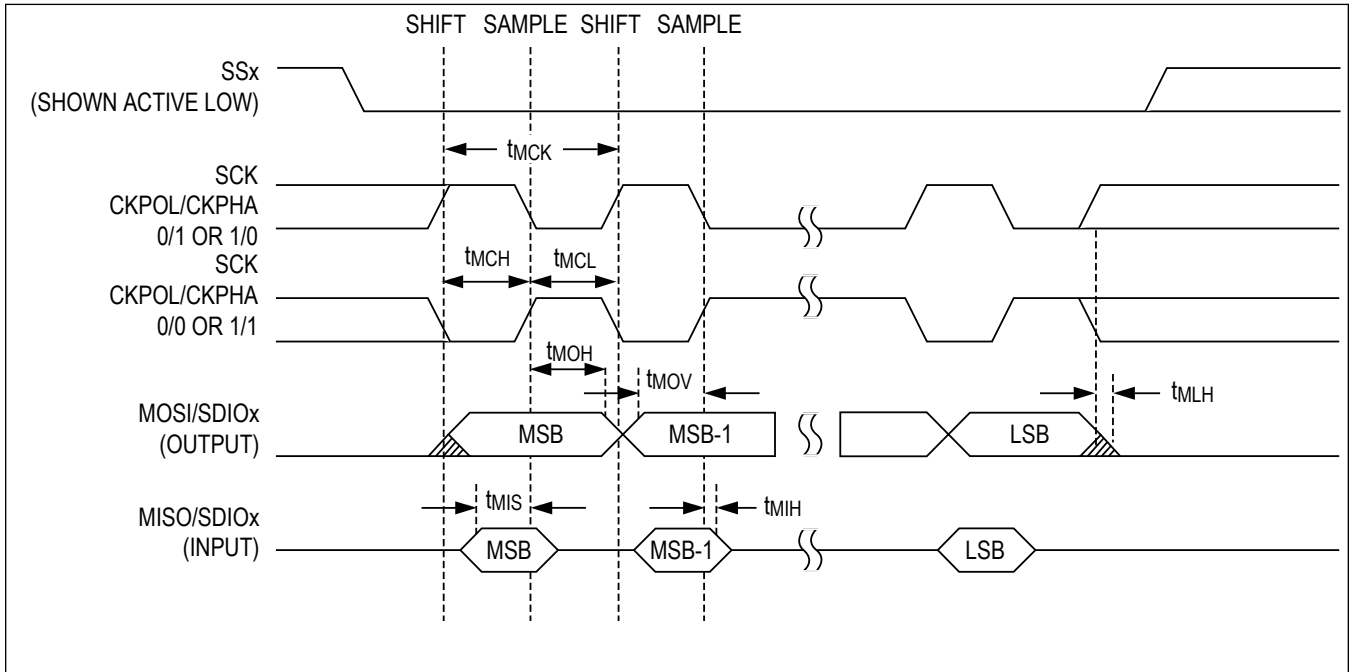 SHIFT SAMPLE SHIFT SAMPLE
SSx
(SHOWN ACTIVE LOW)
tMCK
SCK
CKPOL/CKPHA
0/1 OR 1/0
tMCH tMCL
SCK
CKPOL/CKPHA
0/0 OR 1/1
tMOH
tMOV
tMLH
MOSI/SDIOx
(OUTPUT)
MSB MSB-1 LSB
tMIS tMIH
MISO/SDIOx
(INPUT)
MSB MSB-1 LSB